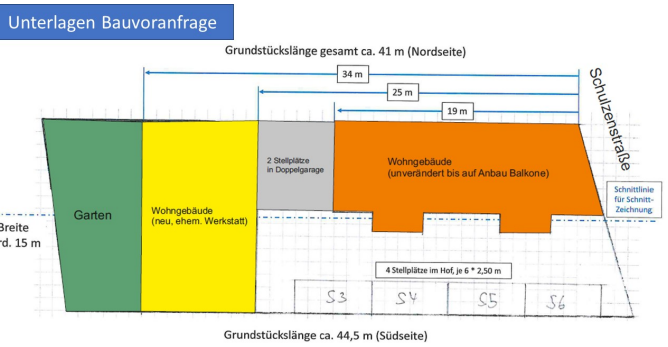 Unterlagen Bauvoranfrage
Grundstückslänge gesamt ca. 41 m (Nordseite)
34 m
25 m
19 m
Schulzenstraße
2 Stellplätze
in Doppelgarage
Wohngebäude
(unverändert bis auf Anbau Balkone)
Schnittlinie
für Schnitt-
Zeichnung
Garten
Wohngebäude
(neu, ehem. Werkstatt)
Breite
rd. 15 m
4 Stellplätze im Hof, je 6 * 2,50 m
S3 S4 S5 S6
Grundstückslänge ca. 44,5 m (Südseite)